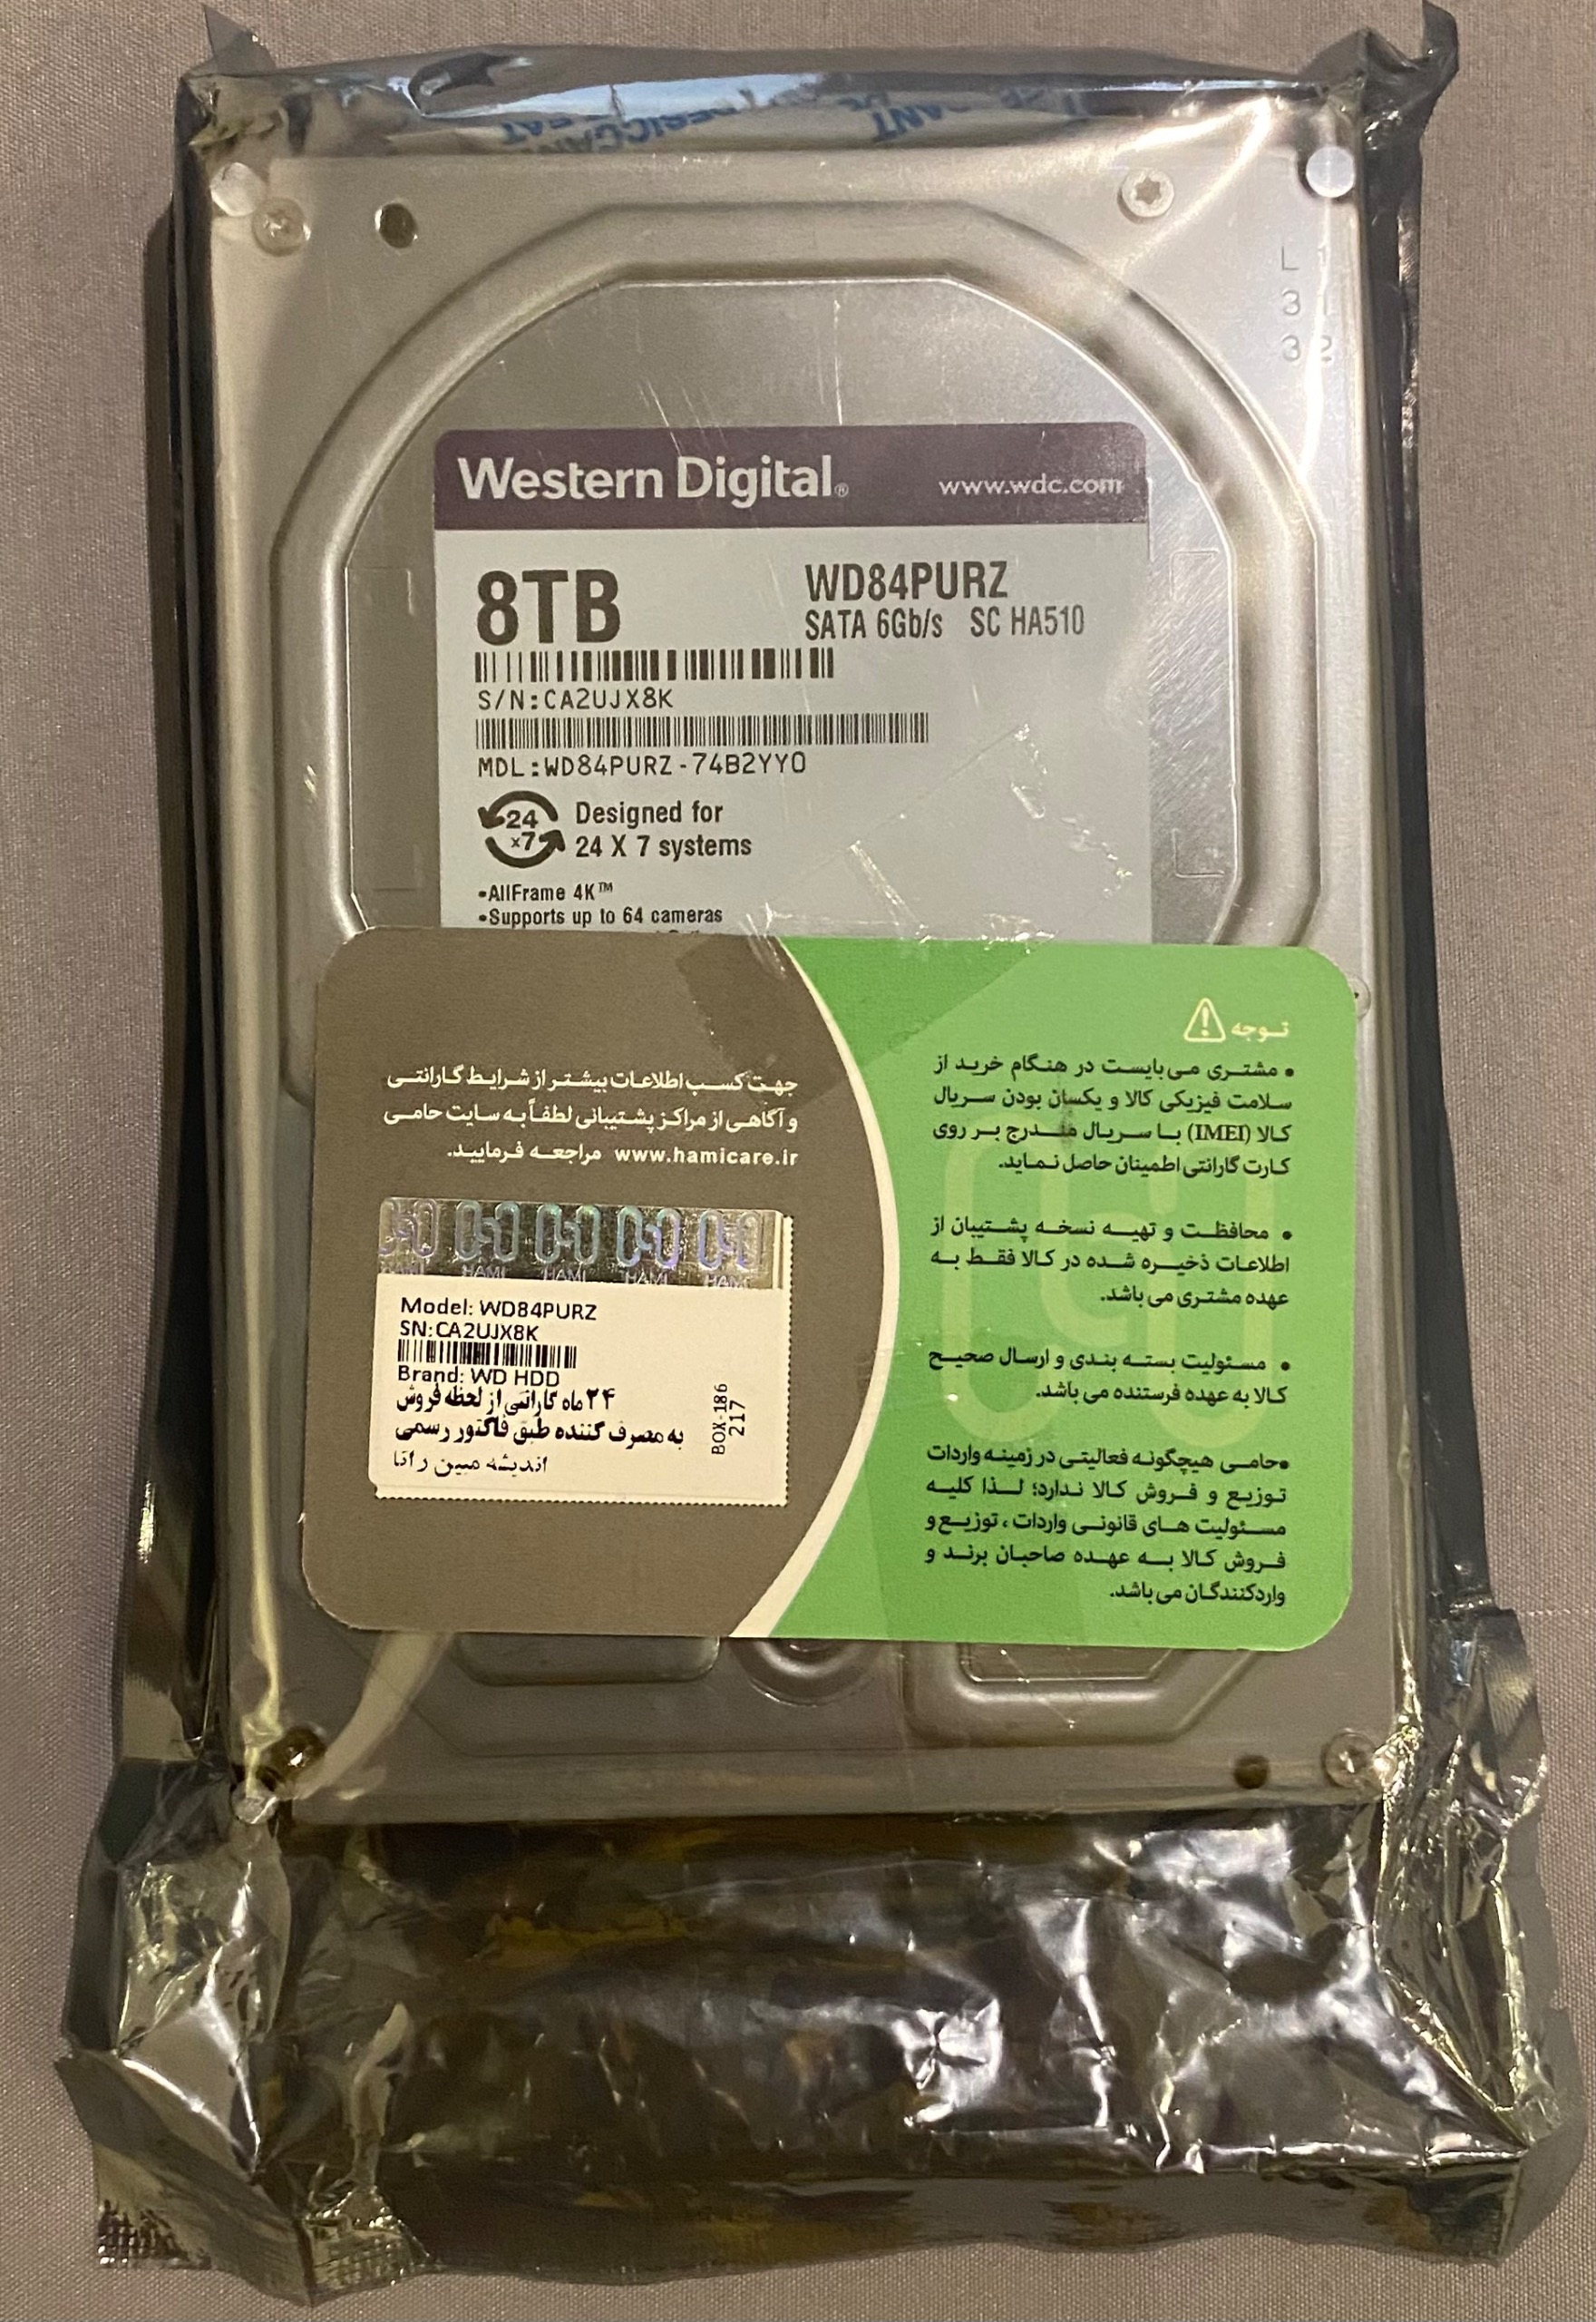 Western Digital®
www.wdc.com
8TB
WD84PURZ
SATA 6Gb/s SC HA510
S/N:CA2UJX8K
MDL:WD84PURZ-74B2YY0
24x7
Designed for
24 X 7 systems
•AllFrame 4K™
•Supports up to 64 cameras
L
3
3 2
جهت کسب اطلاعات بیشتر از شرایط گارانتی
و آگاهی از مراکز پشتیبانی لطفاً به سایت حامی
www.hamicare.ir مراجعه فرمایید.
HAMI HAMI HAMI HAMI HAMI
Model: WD84PURZ
SN:CA2UJX8K
Brand: WD HDD
۲۴ ماه گارانتی از لحظه فروش
به مصرف کننده طبق فاکتور رسمی
اندیشه مبین رانا
BOX-186
217
توجه
• مشتری می‌بایست در هنگام خرید از
سلامت فیزیکی کالا و یکسان بودن سریال
کالا (IMEI) با سریال مندرج بر روی
کارت گارانتی اطمینان حاصل نماید.
• محافظت و تهیه نسخه پشتیبان از
اطلاعات ذخیره شده در کالا فقط به
عهده مشتری می باشد.
• مسئولیت بسته بندی و ارسال صحیح
کالا به عهده فرستنده می باشد.
•حامی هیچگونه فعالیتی در زمینه واردات
توزیع و فروش کالا ندارد؛ لذا کلیه
مسئولیت های قانونی واردات ، توزیع و
فروش کالا به عهده صاحبان برند و
واردکنندگان می باشد.